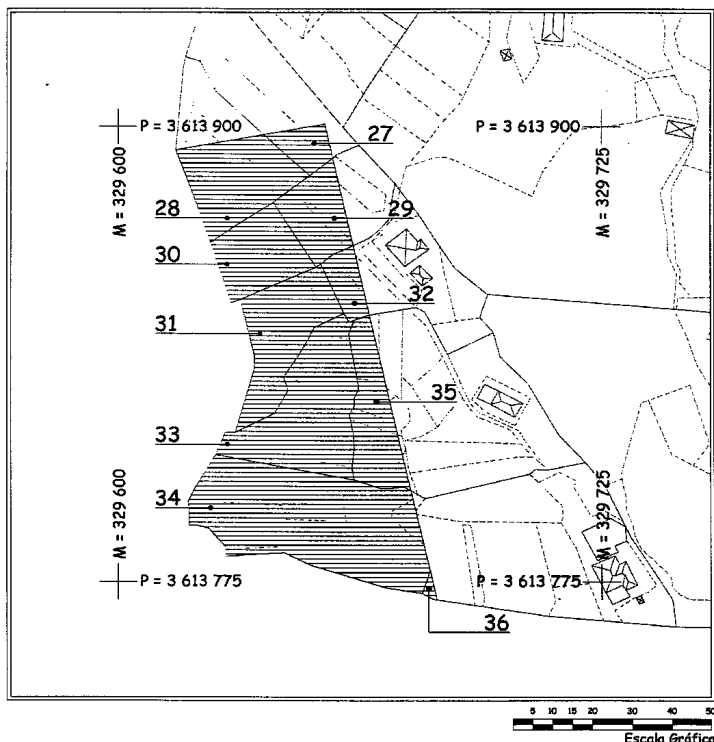 27
P = 3 613 900
P = 3 613 900
M = 329 600
M = 329 725
28
29
30
32
31
35
33
34
M = 329 600
M = 329 725
P = 3 613 775
P = 3 613 775
36
5 10 15 20 30 40 50
Escala Gráfica